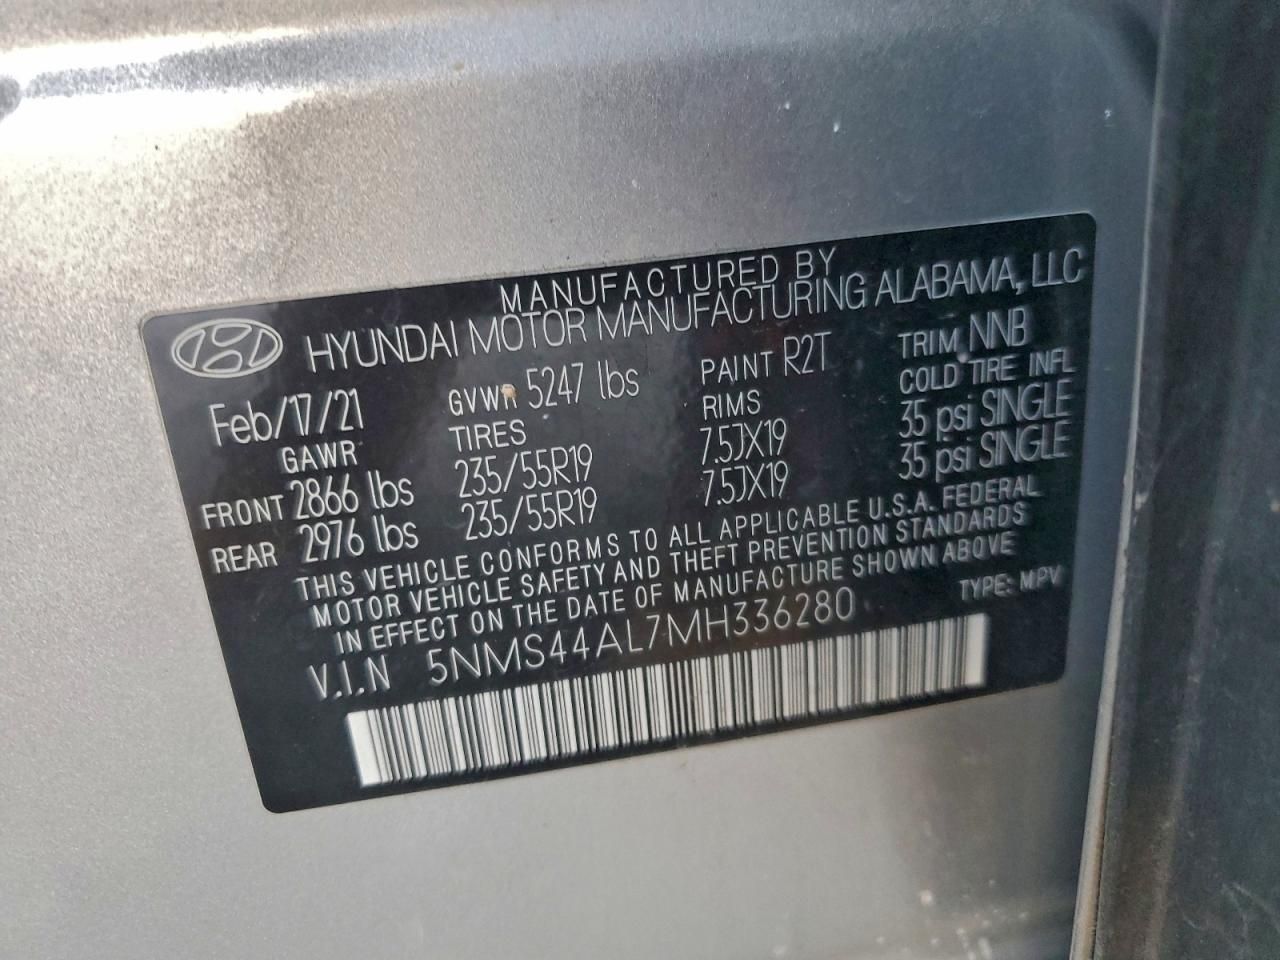 MANUFACTURED BY
HYUNDAI MOTOR MANUFACTURING ALABAMA, LLC
Feb/17/21 GVWR 5247 lbs PAINT R2T TRIM NNB
GAWR TIRES RIMS COLD TIRE INFL
FRONT 2866 lbs 235/55R19 7.5JX19 35 psi SINGLE
REAR 2976 lbs 235/55R19 7.5JX19 35 psi SINGLE
THIS VEHICLE CONFORMS TO ALL APPLICABLE U.S.A. FEDERAL
MOTOR VEHICLE SAFETY AND THEFT PREVENTION STANDARDS
IN EFFECT ON THE DATE OF MANUFACTURE SHOWN ABOVE
V.I.N 5NMS44AL7MH336280 TYPE: MPV